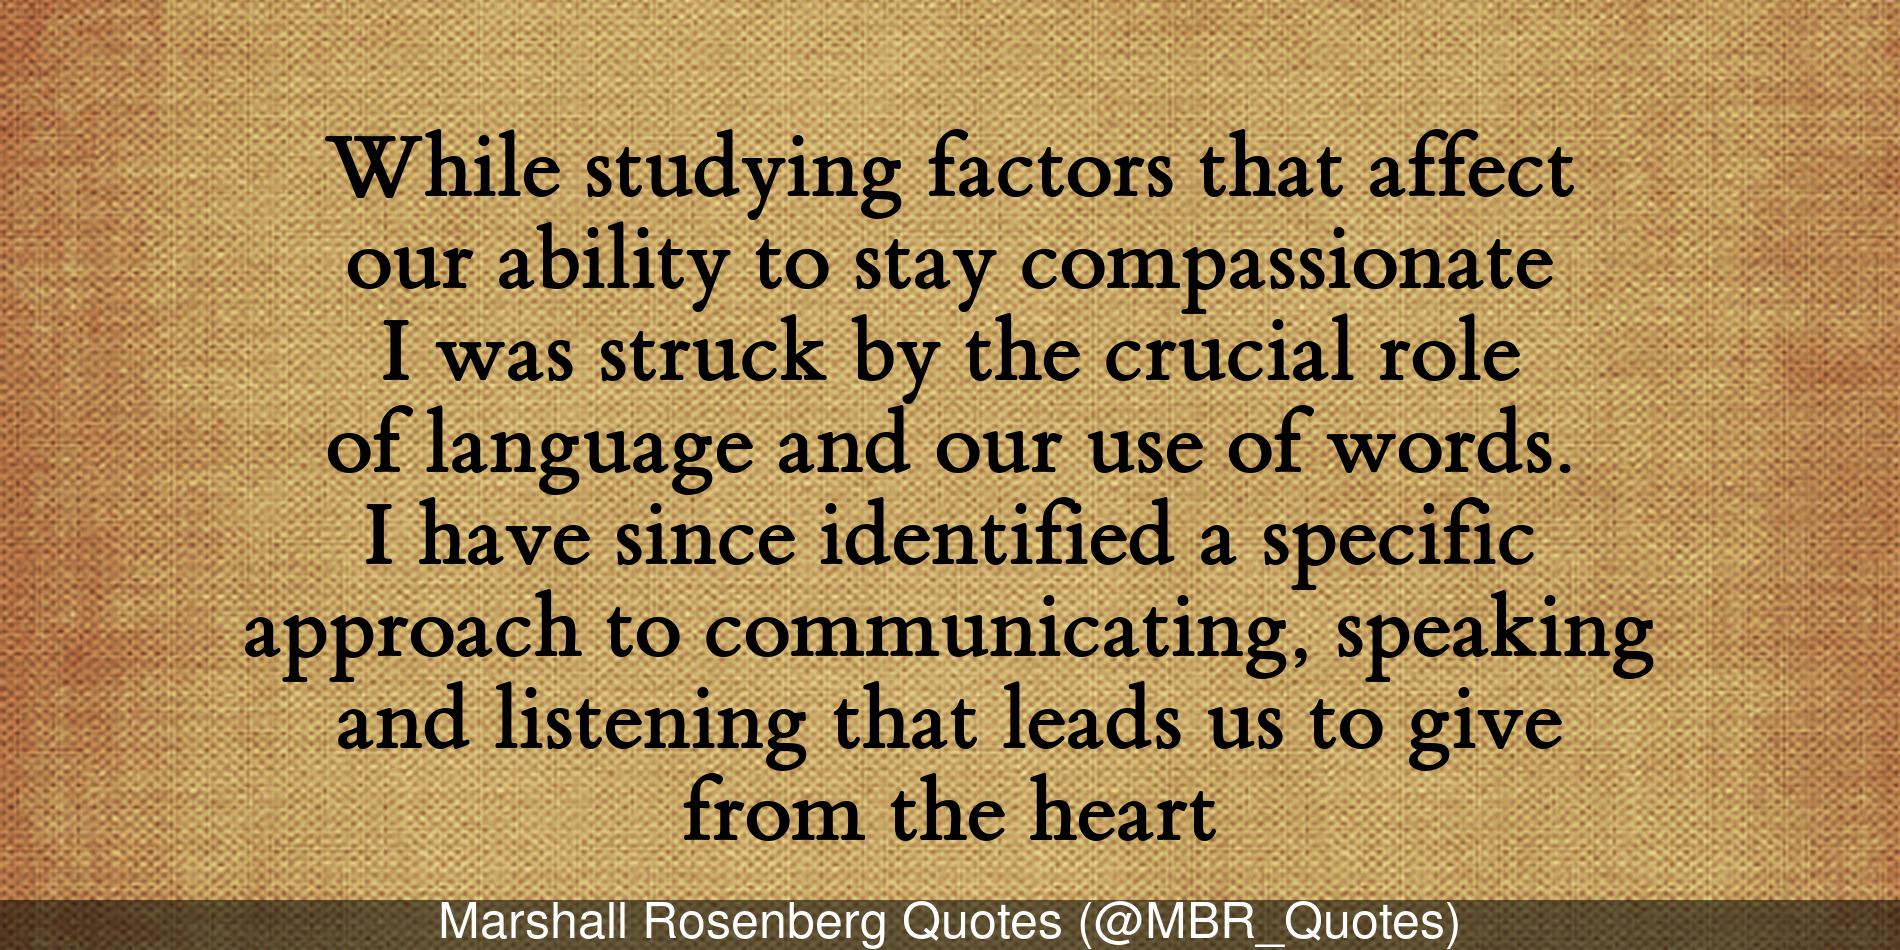 While studying factors that affect
our ability to stay compassionate
I was struck by the crucial role
of language and our use of words.
I have since identified a specific
approach to communicating, speaking
and listening that leads us to give
from the heart
Marshall Rosenberg Quotes (@MBR_Quotes)